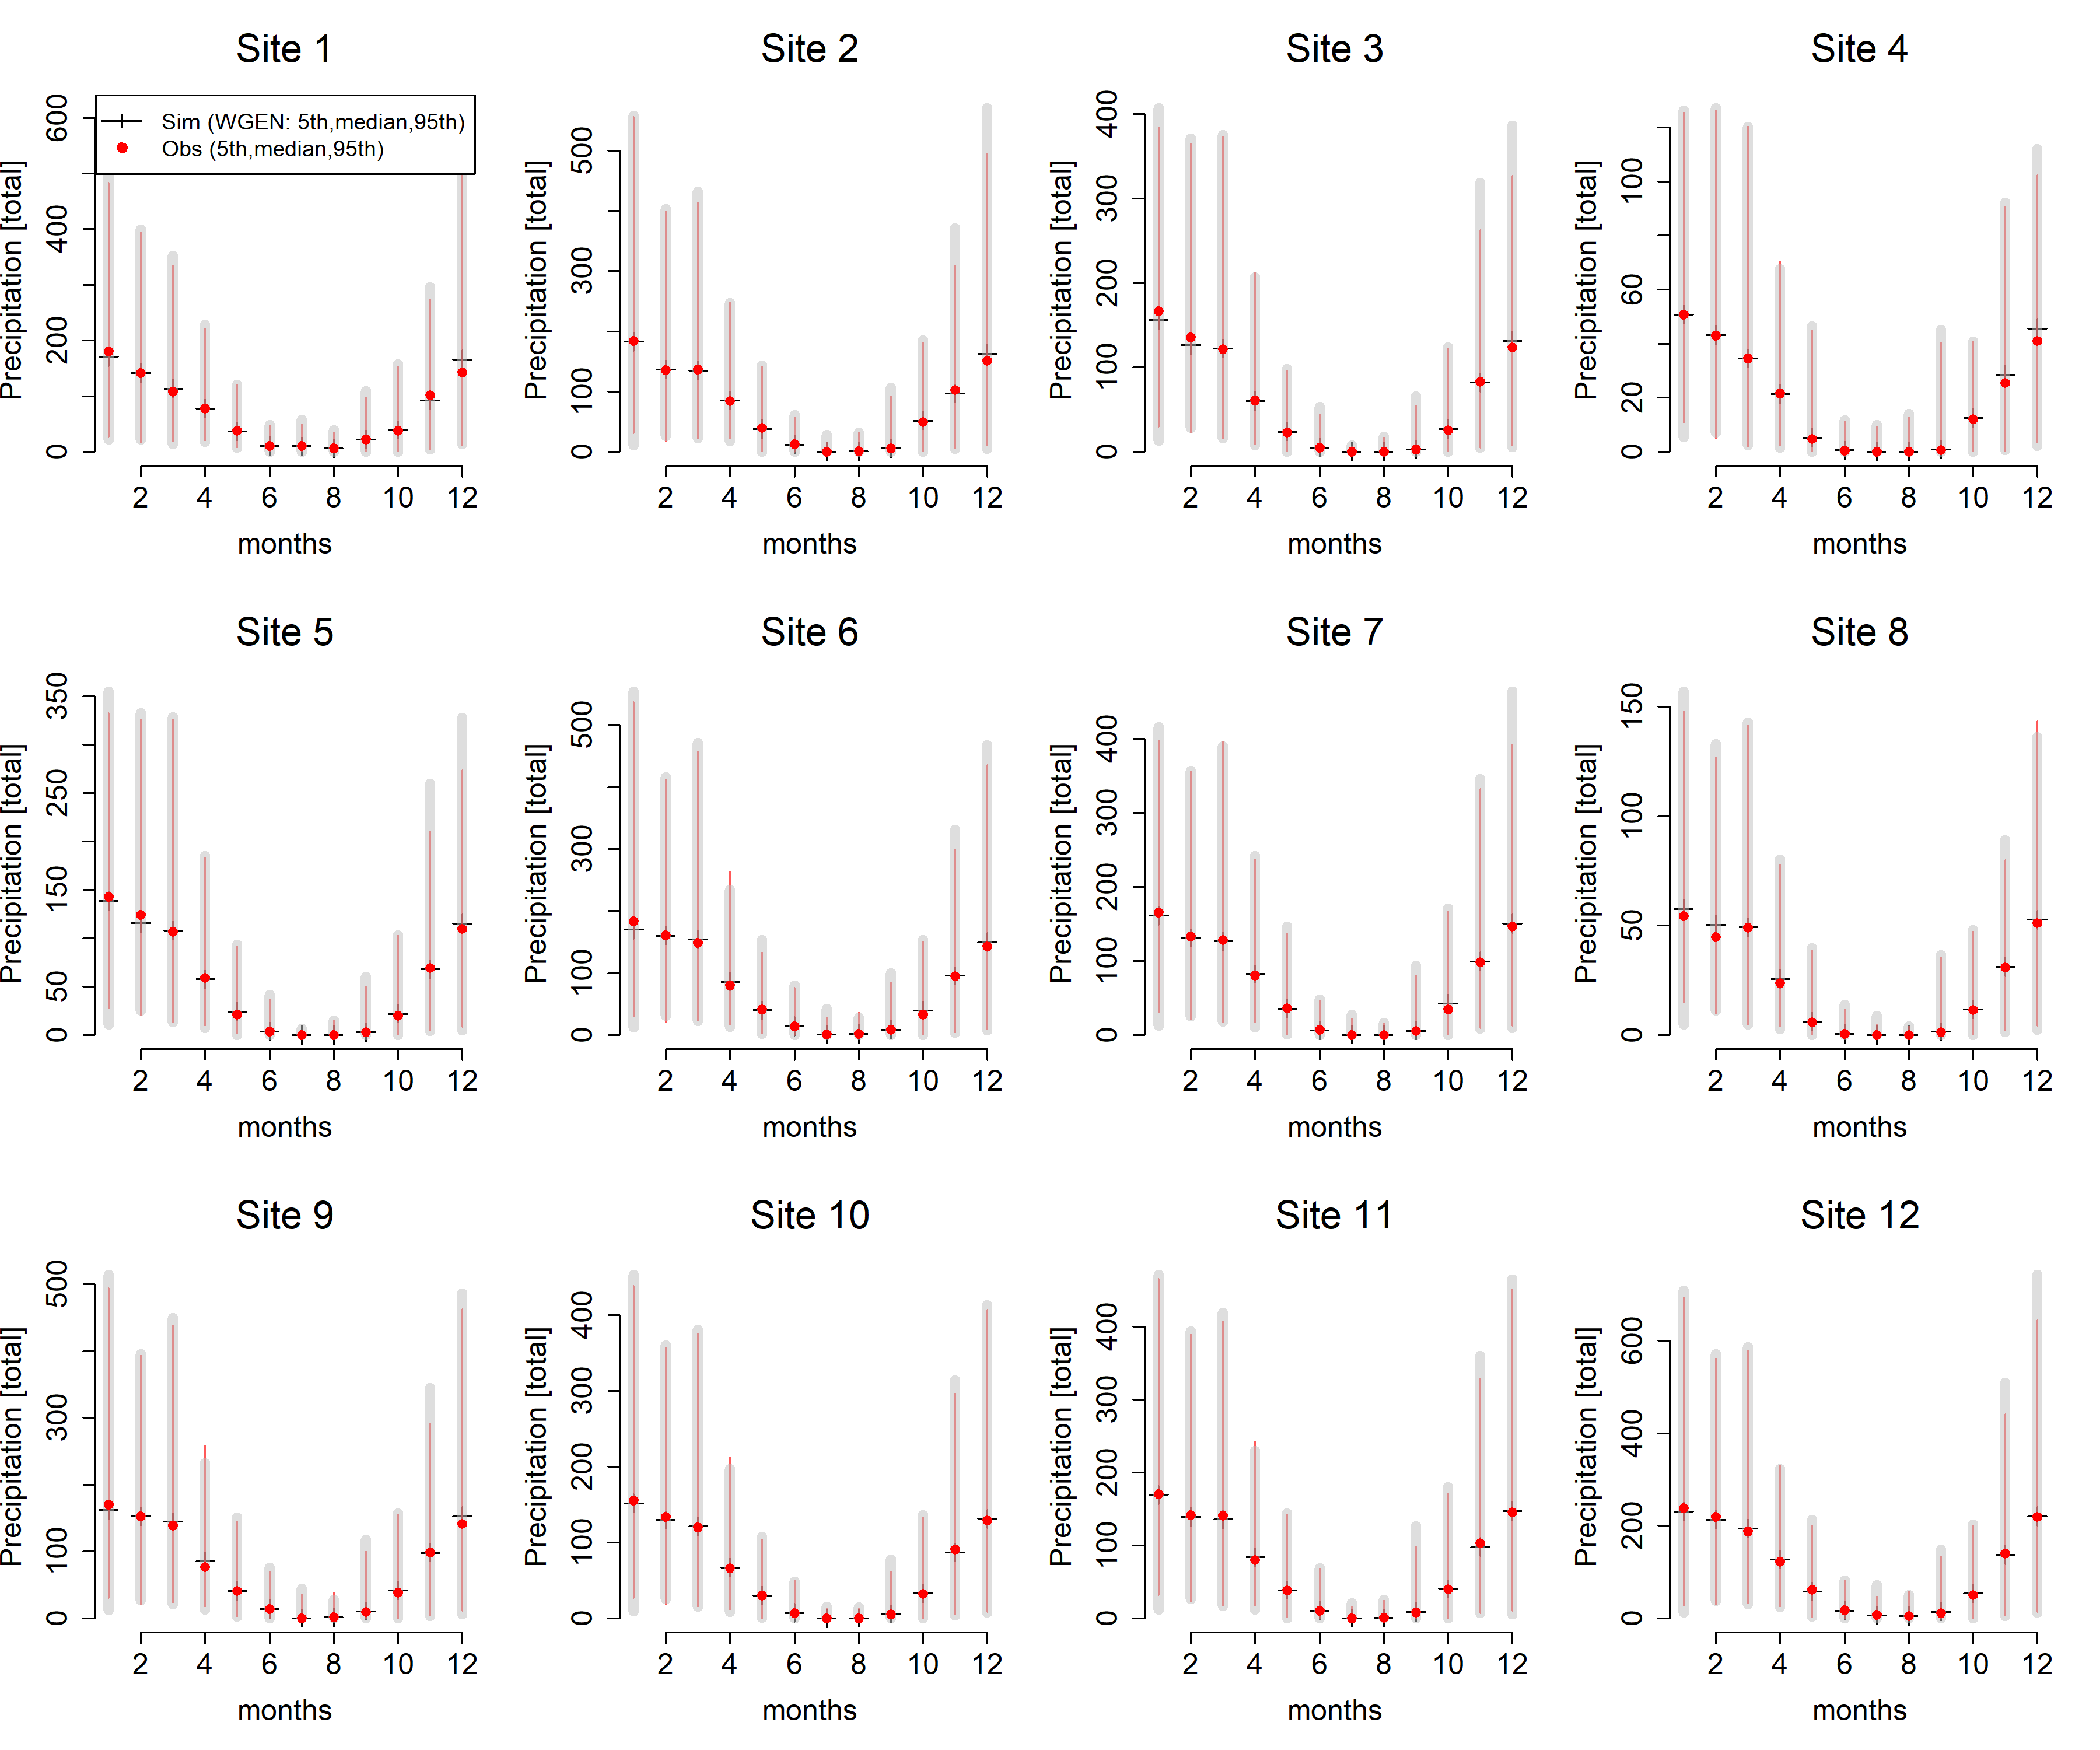 Site 1
Precipitation [total]
0 200 400 600
Sim (WGEN: 5th,median,95th)
Obs (5th,median,95th)
2 4 6 8 10 12
months
Site 2
Precipitation [total]
0 100 300 500
2 4 6 8 10 12
months
Site 3
Precipitation [total]
0 100 200 300 400
2 4 6 8 10 12
months
Site 4
Precipitation [total]
0 20 60 100
2 4 6 8 10 12
months
Site 5
Precipitation [total]
0 50 150 250 350
2 4 6 8 10 12
months
Site 6
Precipitation [total]
0 100 300 500
2 4 6 8 10 12
months
Site 7
Precipitation [total]
0 100 200 300 400
2 4 6 8 10 12
months
Site 8
Precipitation [total]
0 50 100 150
2 4 6 8 10 12
months
Site 9
Precipitation [total]
0 100 300 500
2 4 6 8 10 12
months
Site 10
Precipitation [total]
0 100 200 300 400
2 4 6 8 10 12
months
Site 11
Precipitation [total]
0 100 200 300 400
2 4 6 8 10 12
months
Site 12
Precipitation [total]
0 200 400 600
2 4 6 8 10 12
months